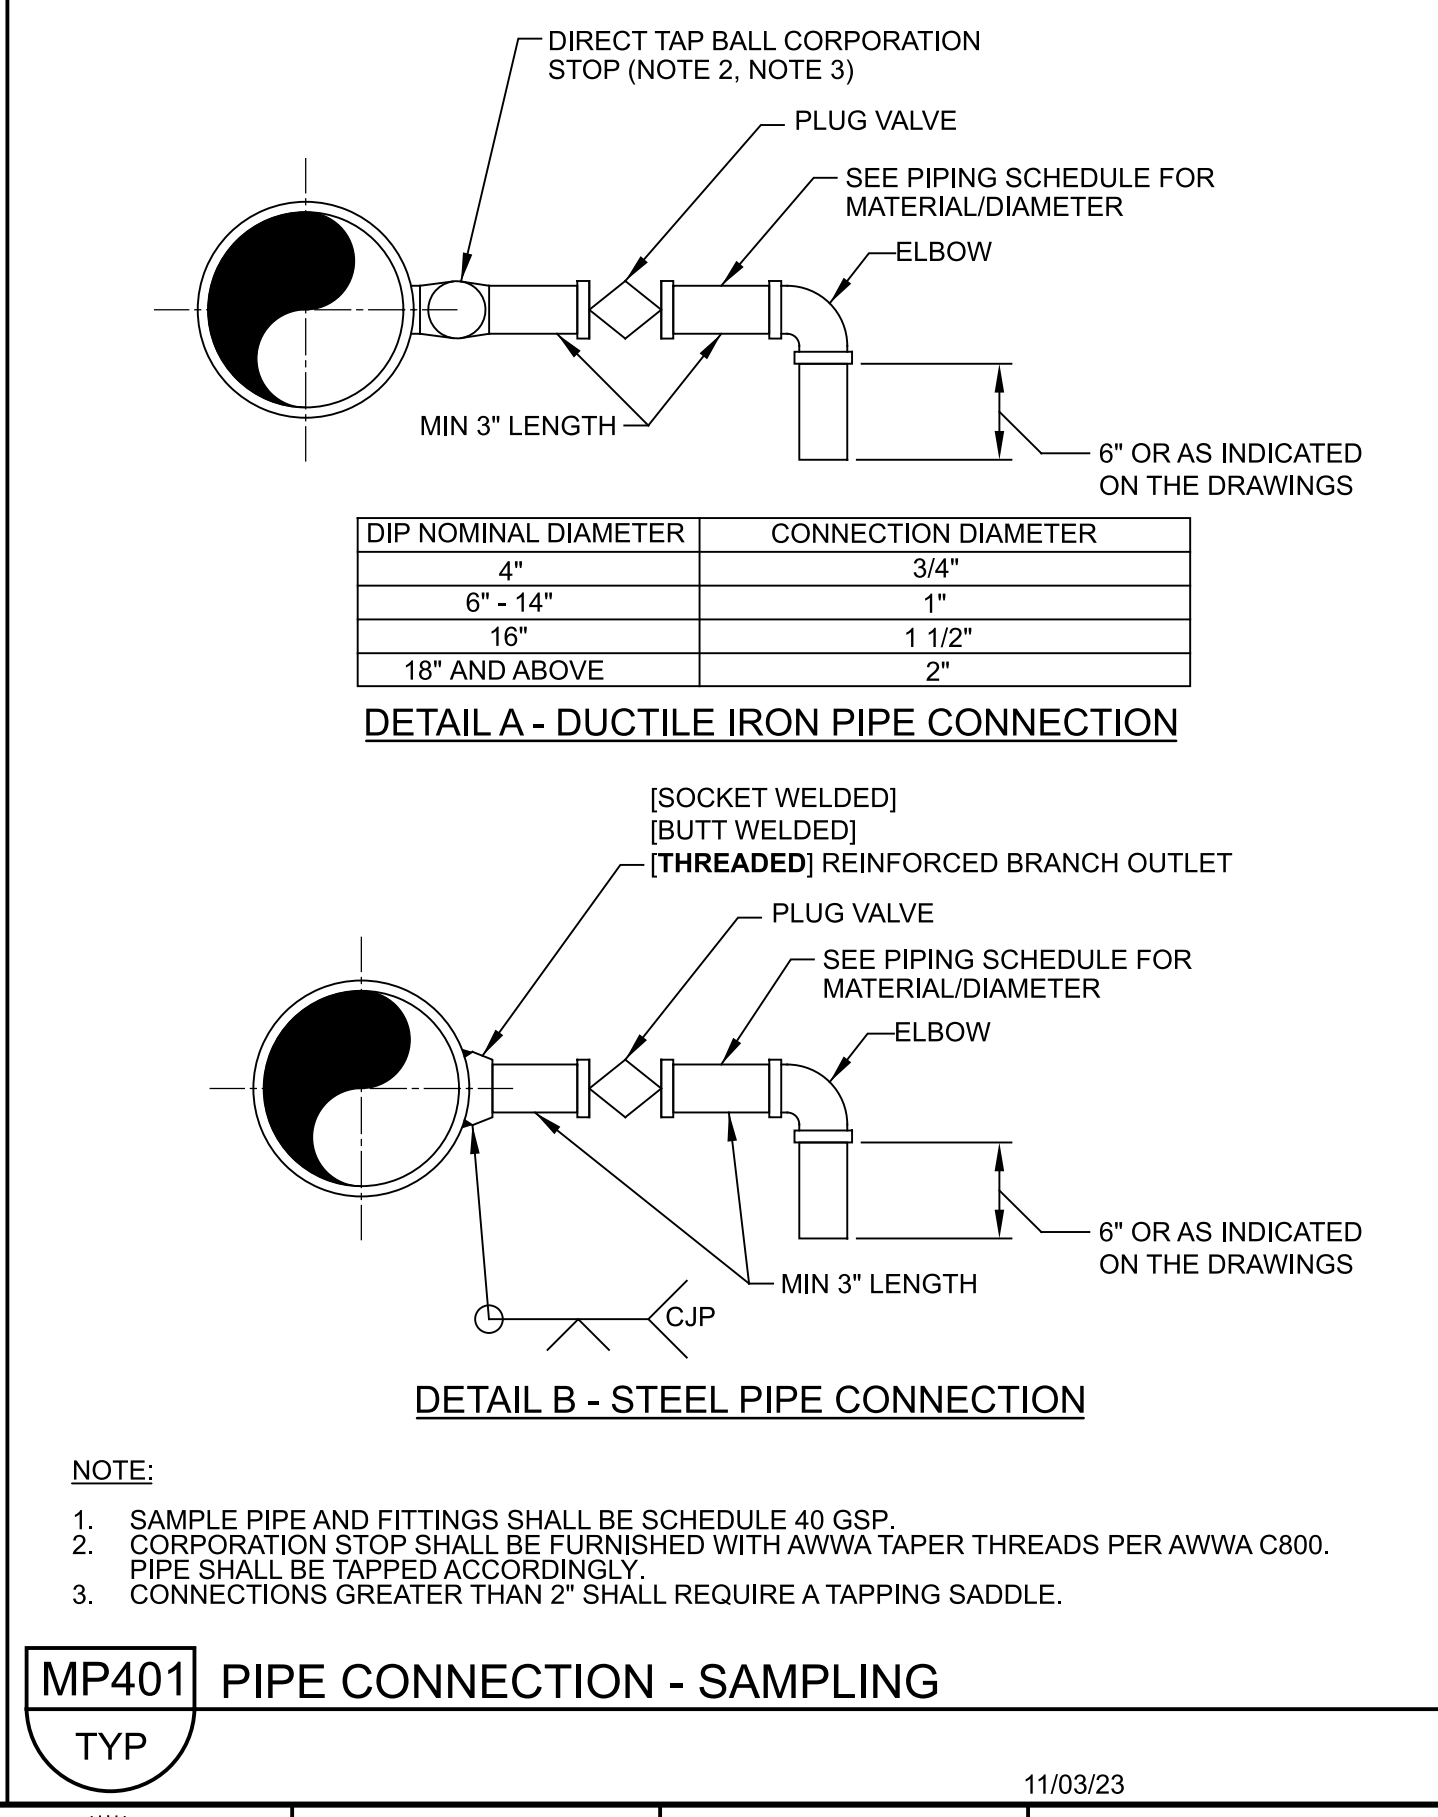 DIRECT TAP BALL CORPORATION
STOP (NOTE 2, NOTE 3)
PLUG VALVE
SEE PIPING SCHEDULE FOR
MATERIAL/DIAMETER
ELBOW
MIN 3" LENGTH
6" OR AS INDICATED
ON THE DRAWINGS
DIP NOMINAL DIAMETER CONNECTION DIAMETER
4" 3/4"
6" - 14" 1"
16" 1 1/2"
18" AND ABOVE 2"
DETAIL A - DUCTILE IRON PIPE CONNECTION
[SOCKET WELDED]
[BUTT WELDED]
[THREADED] REINFORCED BRANCH OUTLET
PLUG VALVE
SEE PIPING SCHEDULE FOR
MATERIAL/DIAMETER
ELBOW
6" OR AS INDICATED
ON THE DRAWINGS
MIN 3" LENGTH
CJP
DETAIL B - STEEL PIPE CONNECTION
NOTE:
1. SAMPLE PIPE AND FITTINGS SHALL BE SCHEDULE 40 GSP.
2. CORPORATION STOP SHALL BE FURNISHED WITH AWWA TAPER THREADS PER AWWA C800.
PIPE SHALL BE TAPPED ACCORDINGLY.
3. CONNECTIONS GREATER THAN 2" SHALL REQUIRE A TAPPING SADDLE.
MP401 PIPE CONNECTION - SAMPLING
TYP
11/03/23